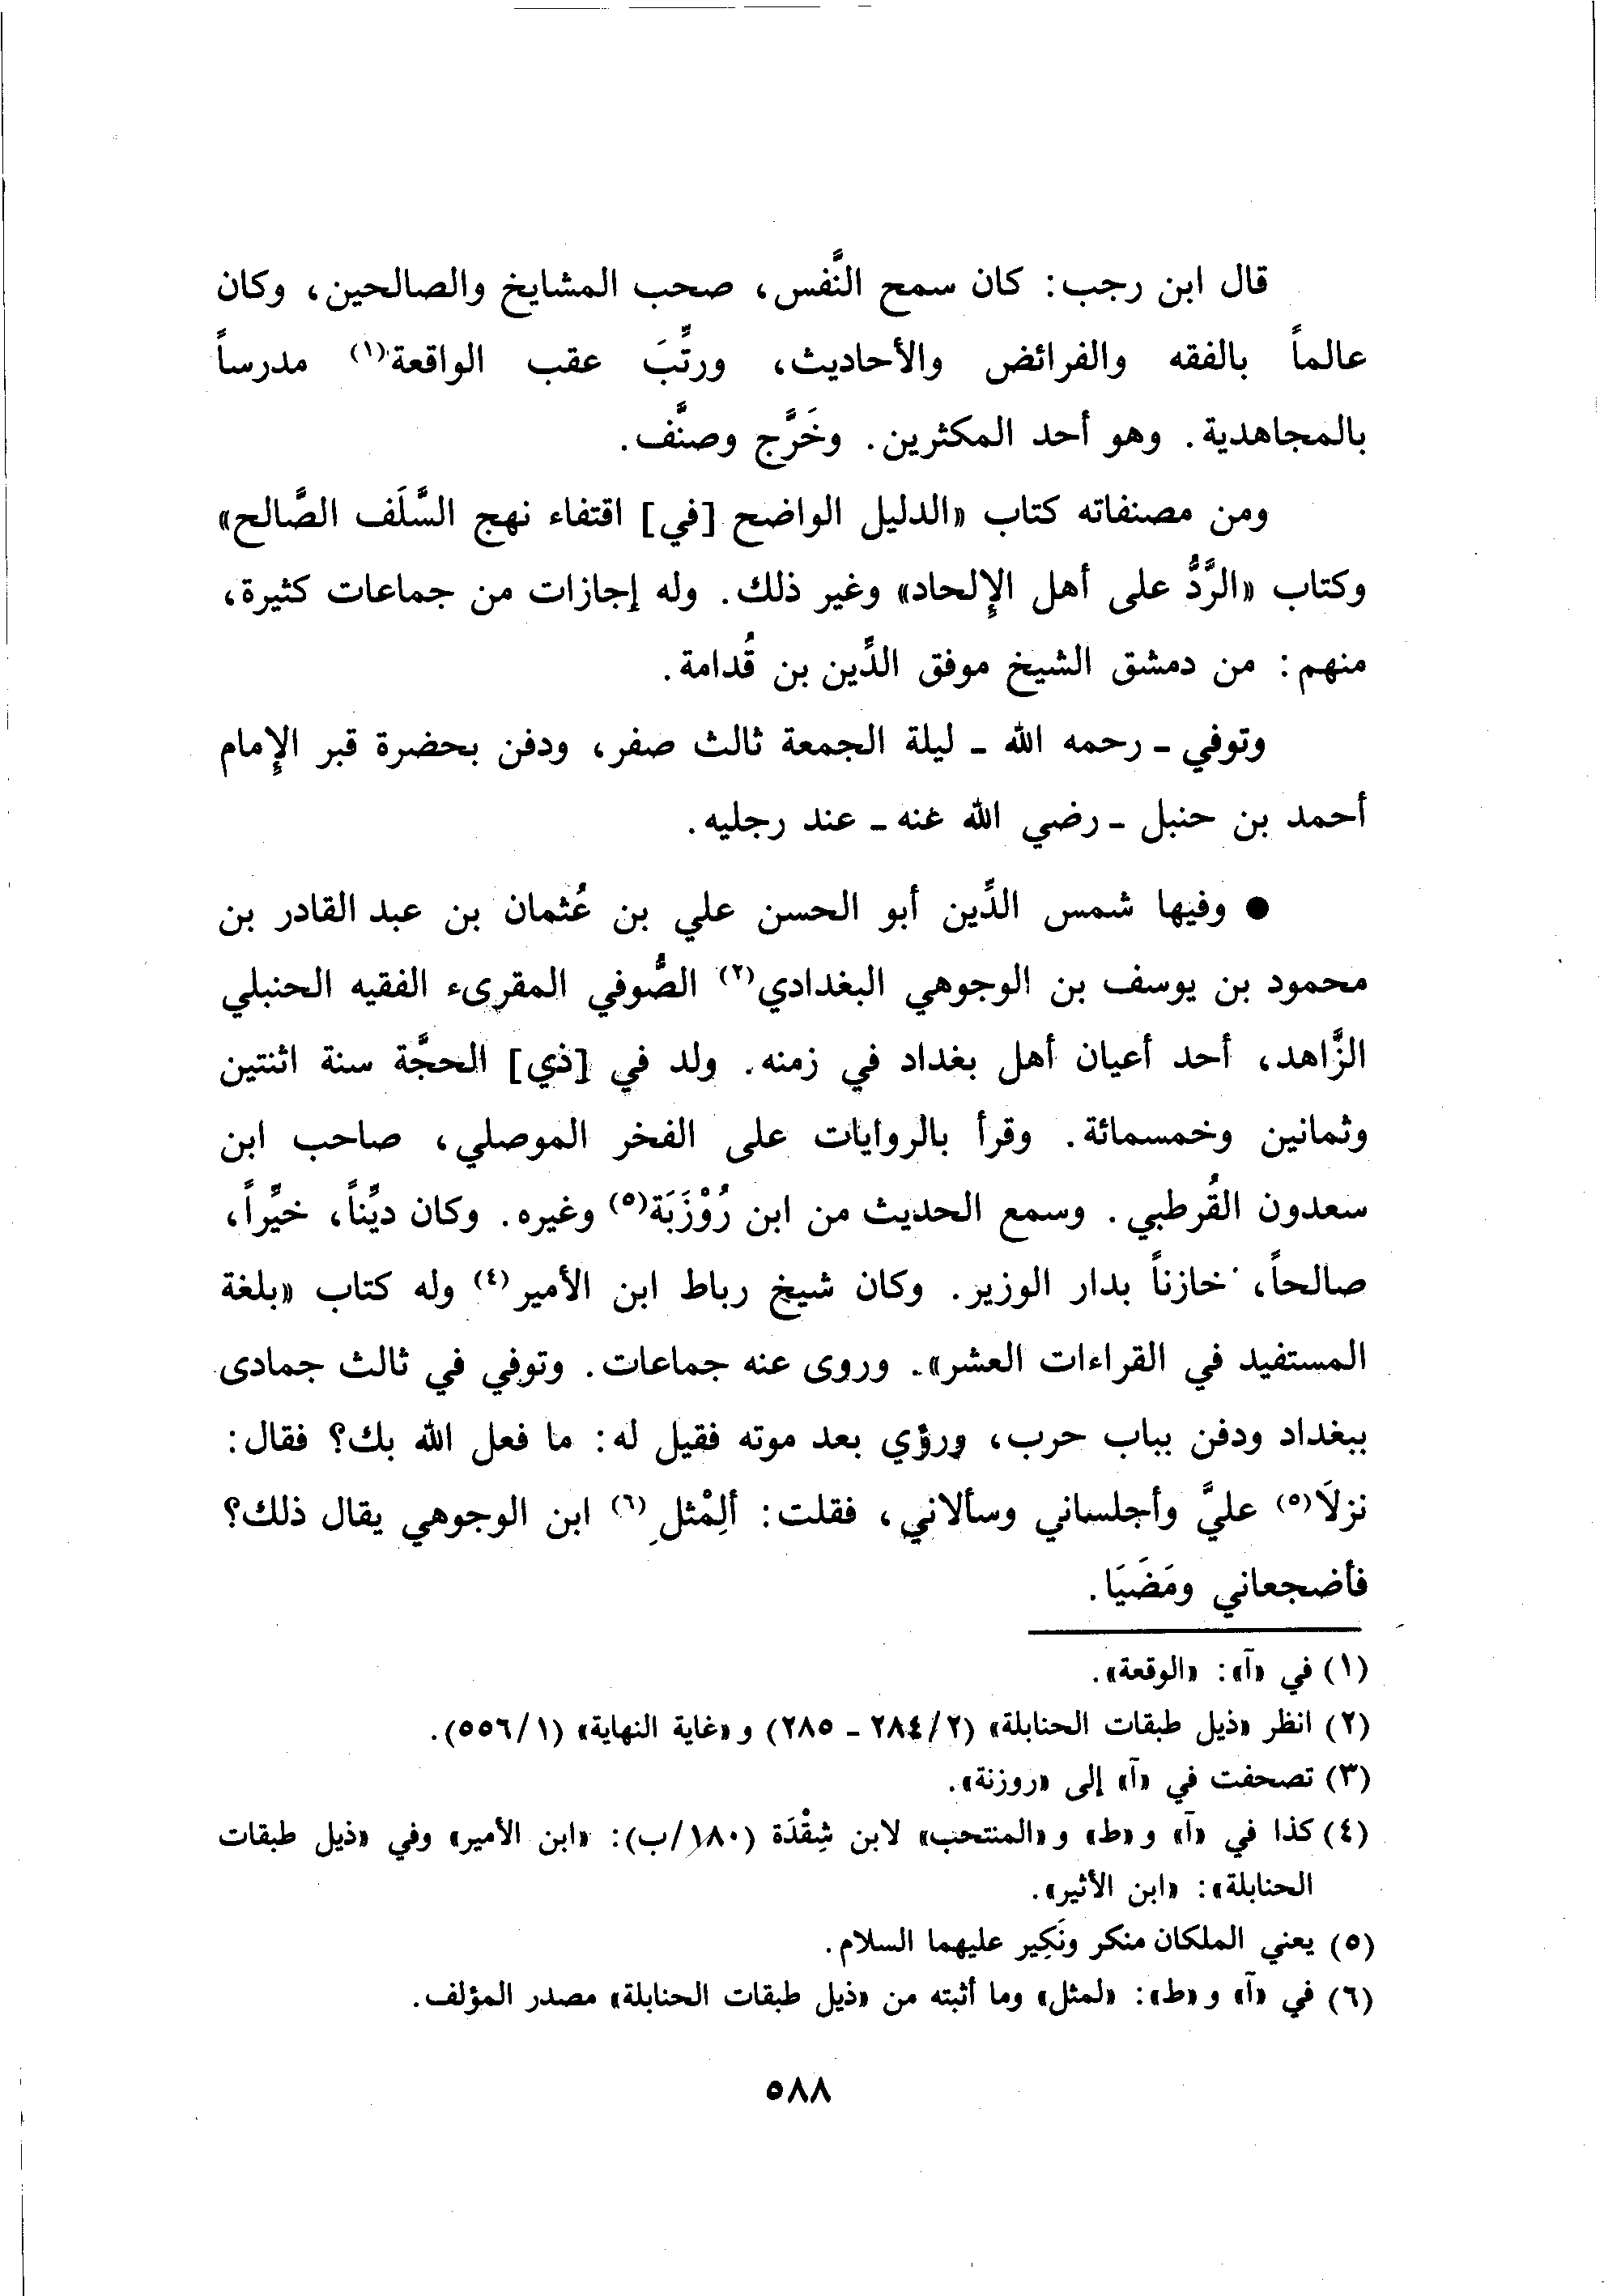 قال ابن رجب: كان سمح النَّفس، صحب المشايخ والصالحين، وكان
عالماً بالفقه والفرائض والأحاديث، ورتِّبَ عقب الواقعة(١) مدرساً
بالمجاهدية. وهو أحد المكثرين. وخَرَّج وصنَّف.
ومن مصنفاته كتاب «الدليل الواضح [في] اقتفاء نهج السَّلَف الصَّالح»
وكتاب «الرَّدُّ على أهل الإلحاد» وغير ذلك. وله إجازات من جماعات كثيرة،
منهم: من دمشق الشيخ موفق الدِّين بن قُدامة.
وتوفي - رحمه الله - ليلة الجمعة ثالث صفر، ودفن بحضرة قبر الإمام
أحمد بن حنبل - رضي الله عنه - عند رجليه.
● وفيها شمس الدِّين أبو الحسن علي بن عُثمان بن عبد القادر بن
محمود بن يوسف بن الوجوهي البغدادي(٢) الصُّوفي المقرىء الفقيه الحنبلي
الزَّاهد، أحد أعيان أهل بغداد في زمنه. ولد في [ذي] الحجَّة سنة اثنتين
وثمانين وخمسمائة. وقرأ بالروايات على الفخر الموصلي، صاحب ابن
سعدون القُرطبي. وسمع الحديث من ابن رُوْزَبَة(٥) وغيره. وكان ديِّناً، خيِّراً،
صالحاً، خازناً بدار الوزير. وكان شيخ رباط ابن الأمير(٤) وله كتاب «بلغة
المستفيد في القراءات العشر». وروى عنه جماعات. وتوفي في ثالث جمادى
ببغداد ودفن بباب حرب، ورؤي بعد موته فقيل له: ما فعل الله بك؟ فقال:
نزلَا(٥) عليَّ وأجلساني وسألاني، فقلت: ألِمْثل(٦) ابن الوجوهي يقال ذلك؟
فأضجعاني ومَضَيَا.
(١) في «آ»: «الوقعة».
(٢) انظر «ذيل طبقات الحنابلة» (٢/٢٨٤ - ٢٨٥) و«غاية النهاية» (١/٥٥٦).
(٣) تصحفت في «آ» إلى «روزنة».
(٤) كذا في «آ» و«ط» و«المنتحب» لابن شِقْدَة (١٨٠/ب): «ابن الأمير» وفي «ذيل طبقات
الحنابلة»: «ابن الأثير».
(٥) يعني الملكان منكر ونَكِير عليهما السلام.
(٦) في «آ» و«ط»: «لمثل» وما أثبته من «ذيل طبقات الحنابلة» مصدر المؤلف.
٥٨٨